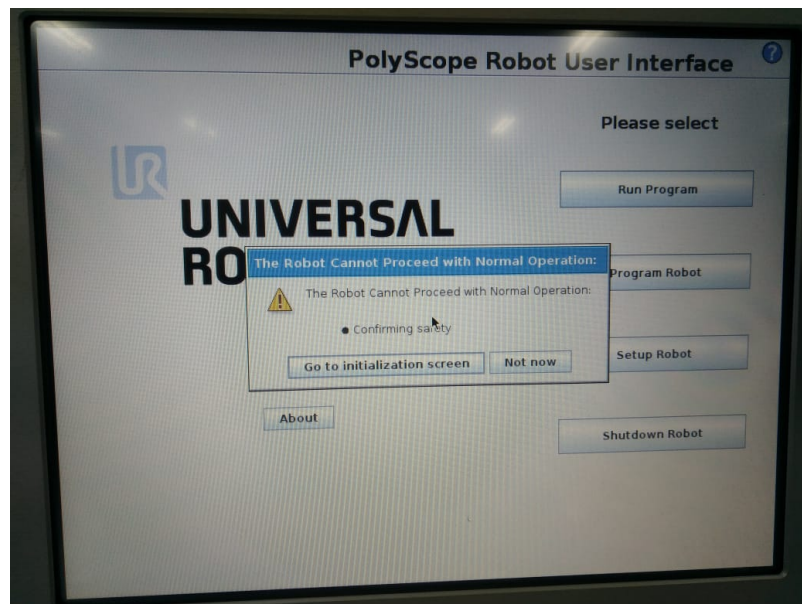 PolyScope Robot User Interface
?
Please select
UR
UNIVERSAL
RO
Run Program
The Robot Cannot Proceed with Normal Operation:
The Robot Cannot Proceed with Normal Operation:
Confirming safety
Go to initialization screen
Not now
Program Robot
Setup Robot
About
Shutdown Robot